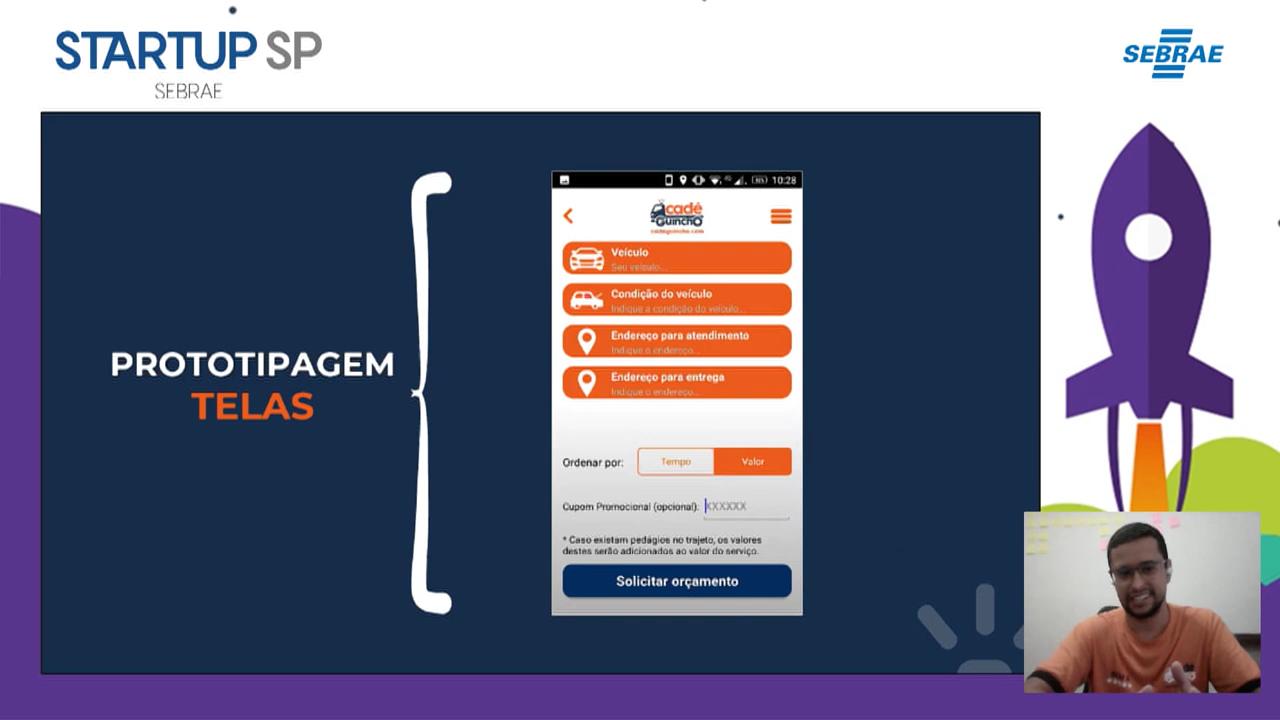 STARTUP SP
SEBRAE
SEBRAE
PROTOTIPAGEM
TELAS
10:28
cadê
GUINCHO
cadeguincho.com
Veículo
Seu veículo...
Condição do veículo
Indique a condição do veículo...
Endereço para atendimento
Indique o endereço...
Endereço para entrega
Indique o endereço...
Ordenar por:
Tempo
Valor
Cupom Promocional (opcional):
XXXXXX
* Caso existam pedágios no trajeto, os valores
destes serão adicionados ao valor do serviço.
Solicitar orçamento